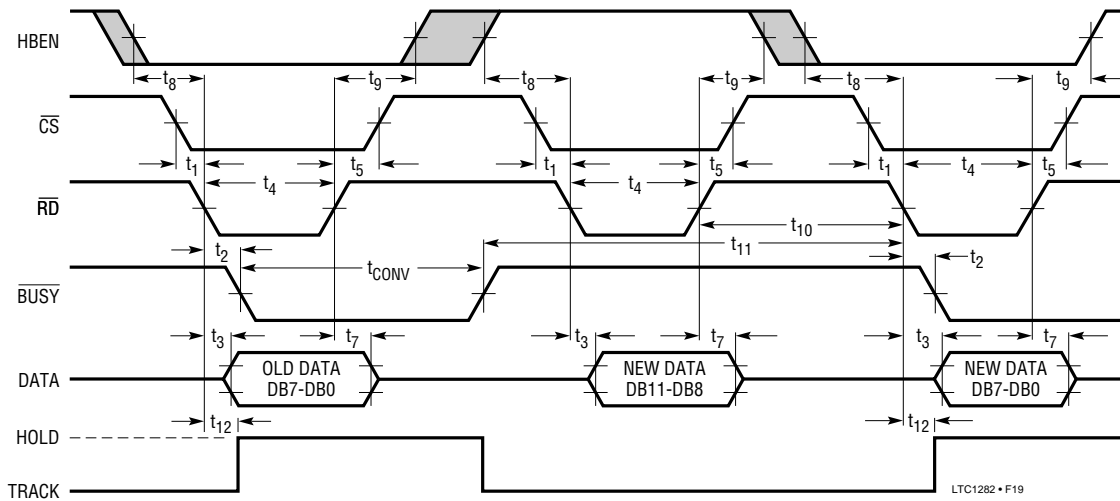 HBEN
t8 t9 t8 t9 t8 t9
CS
t1 t4 t5 t1 t4 t5 t1 t4 t5
RD
t10
t2 t11
tCONV t2
BUSY
t3 t7 t3 t7 t3 t7
DATA
OLD DATA
DB7-DB0
NEW DATA
DB11-DB8
NEW DATA
DB7-DB0
t12 t12
HOLD
TRACK
LTC1282 • F19